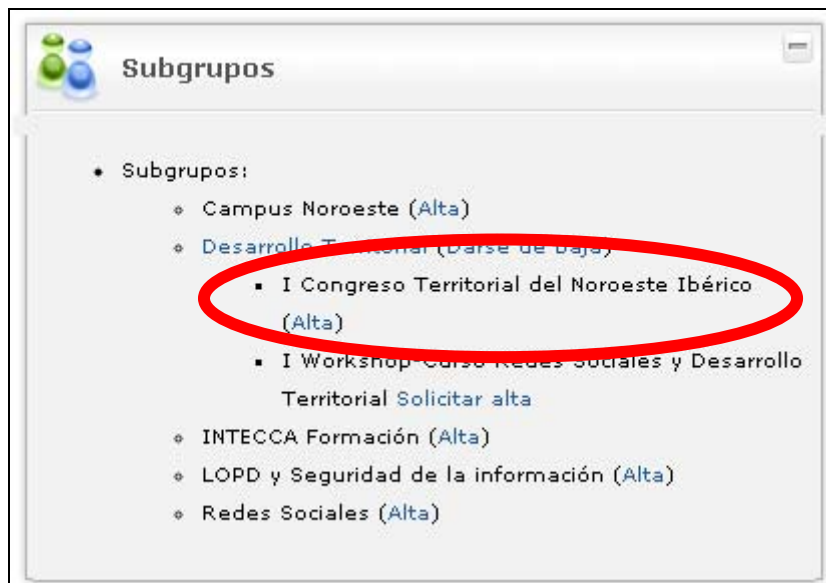 Subgrupos
Subgrupos:
Campus Noroeste (Alta)
Desarrollo Territorial (Darse de baja)
I Congreso Territorial del Noroeste Ibérico
(Alta)
I Workshop-Curso Redes Sociales y Desarrollo
Territorial Solicitar alta
INTECCA Formación (Alta)
LOPD y Seguridad de la información (Alta)
Redes Sociales (Alta)